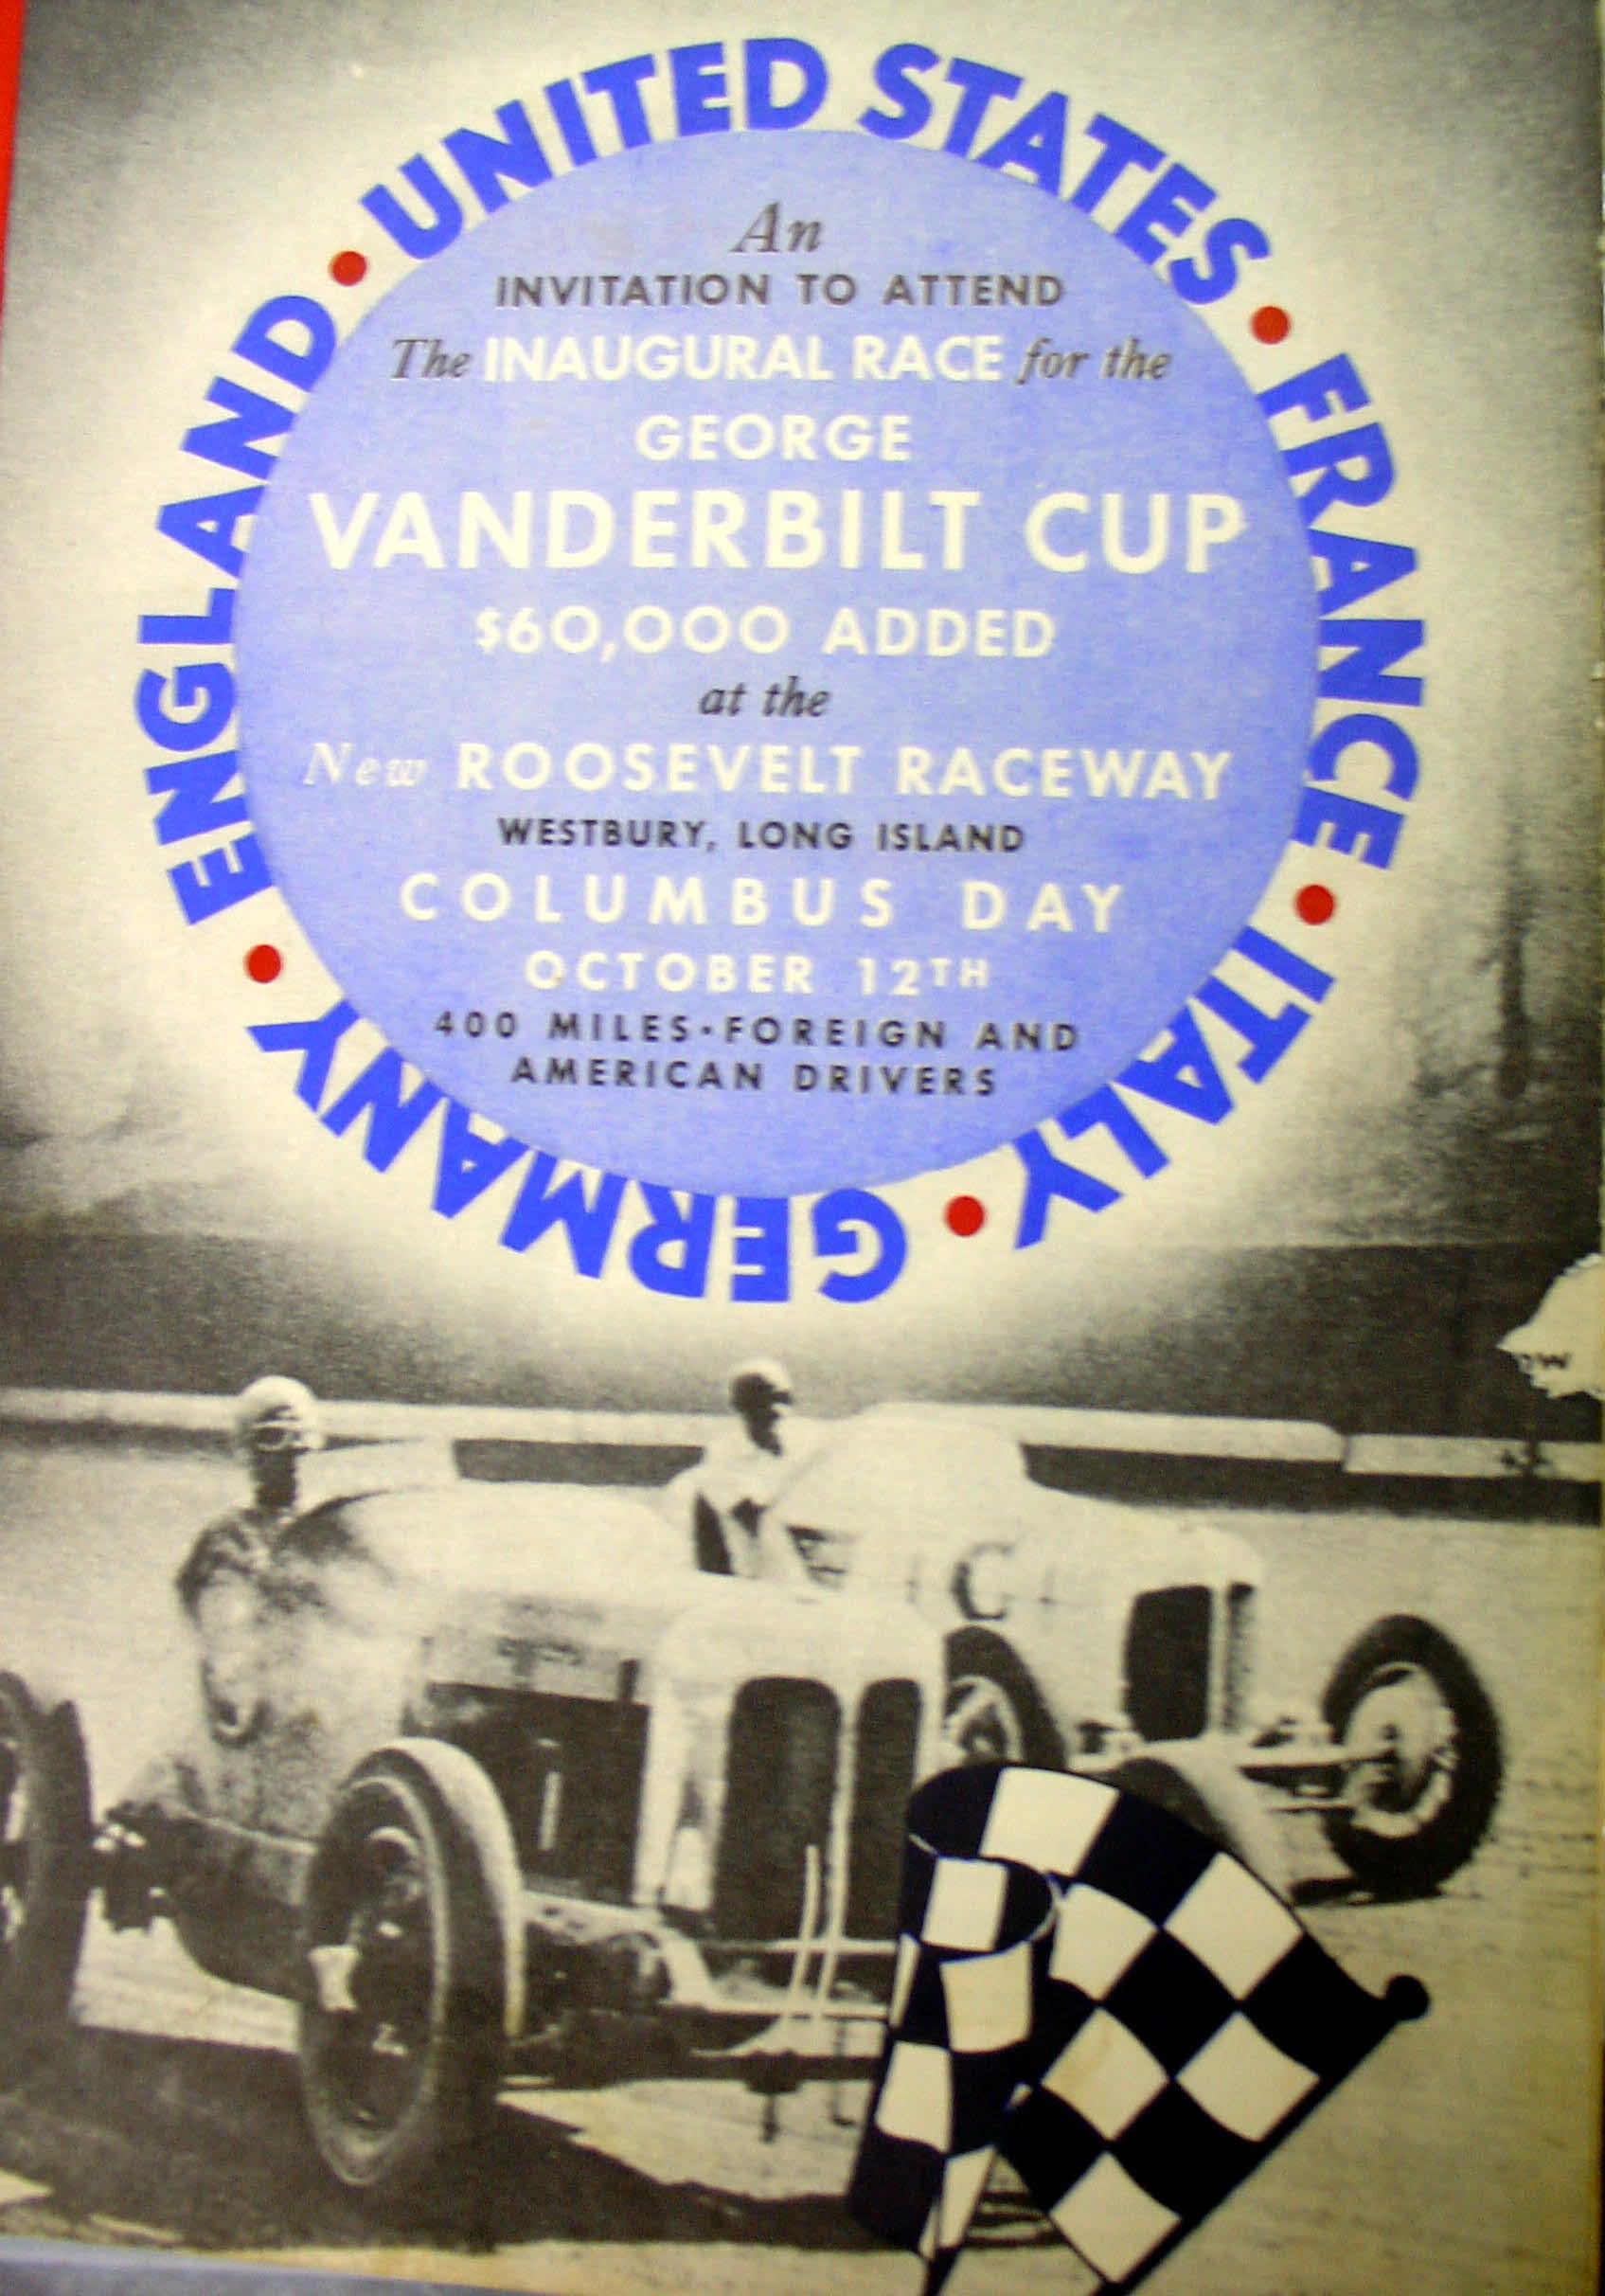 UNITED STATES • FRANCE • ITALY • GERMANY • ENGLAND •
An
INVITATION TO ATTEND
The INAUGURAL RACE for the
GEORGE
VANDERBILT CUP
$60,000 ADDED
at the
New ROOSEVELT RACEWAY
WESTBURY, LONG ISLAND
COLUMBUS DAY
OCTOBER 12TH
400 MILES • FOREIGN AND
AMERICAN DRIVERS